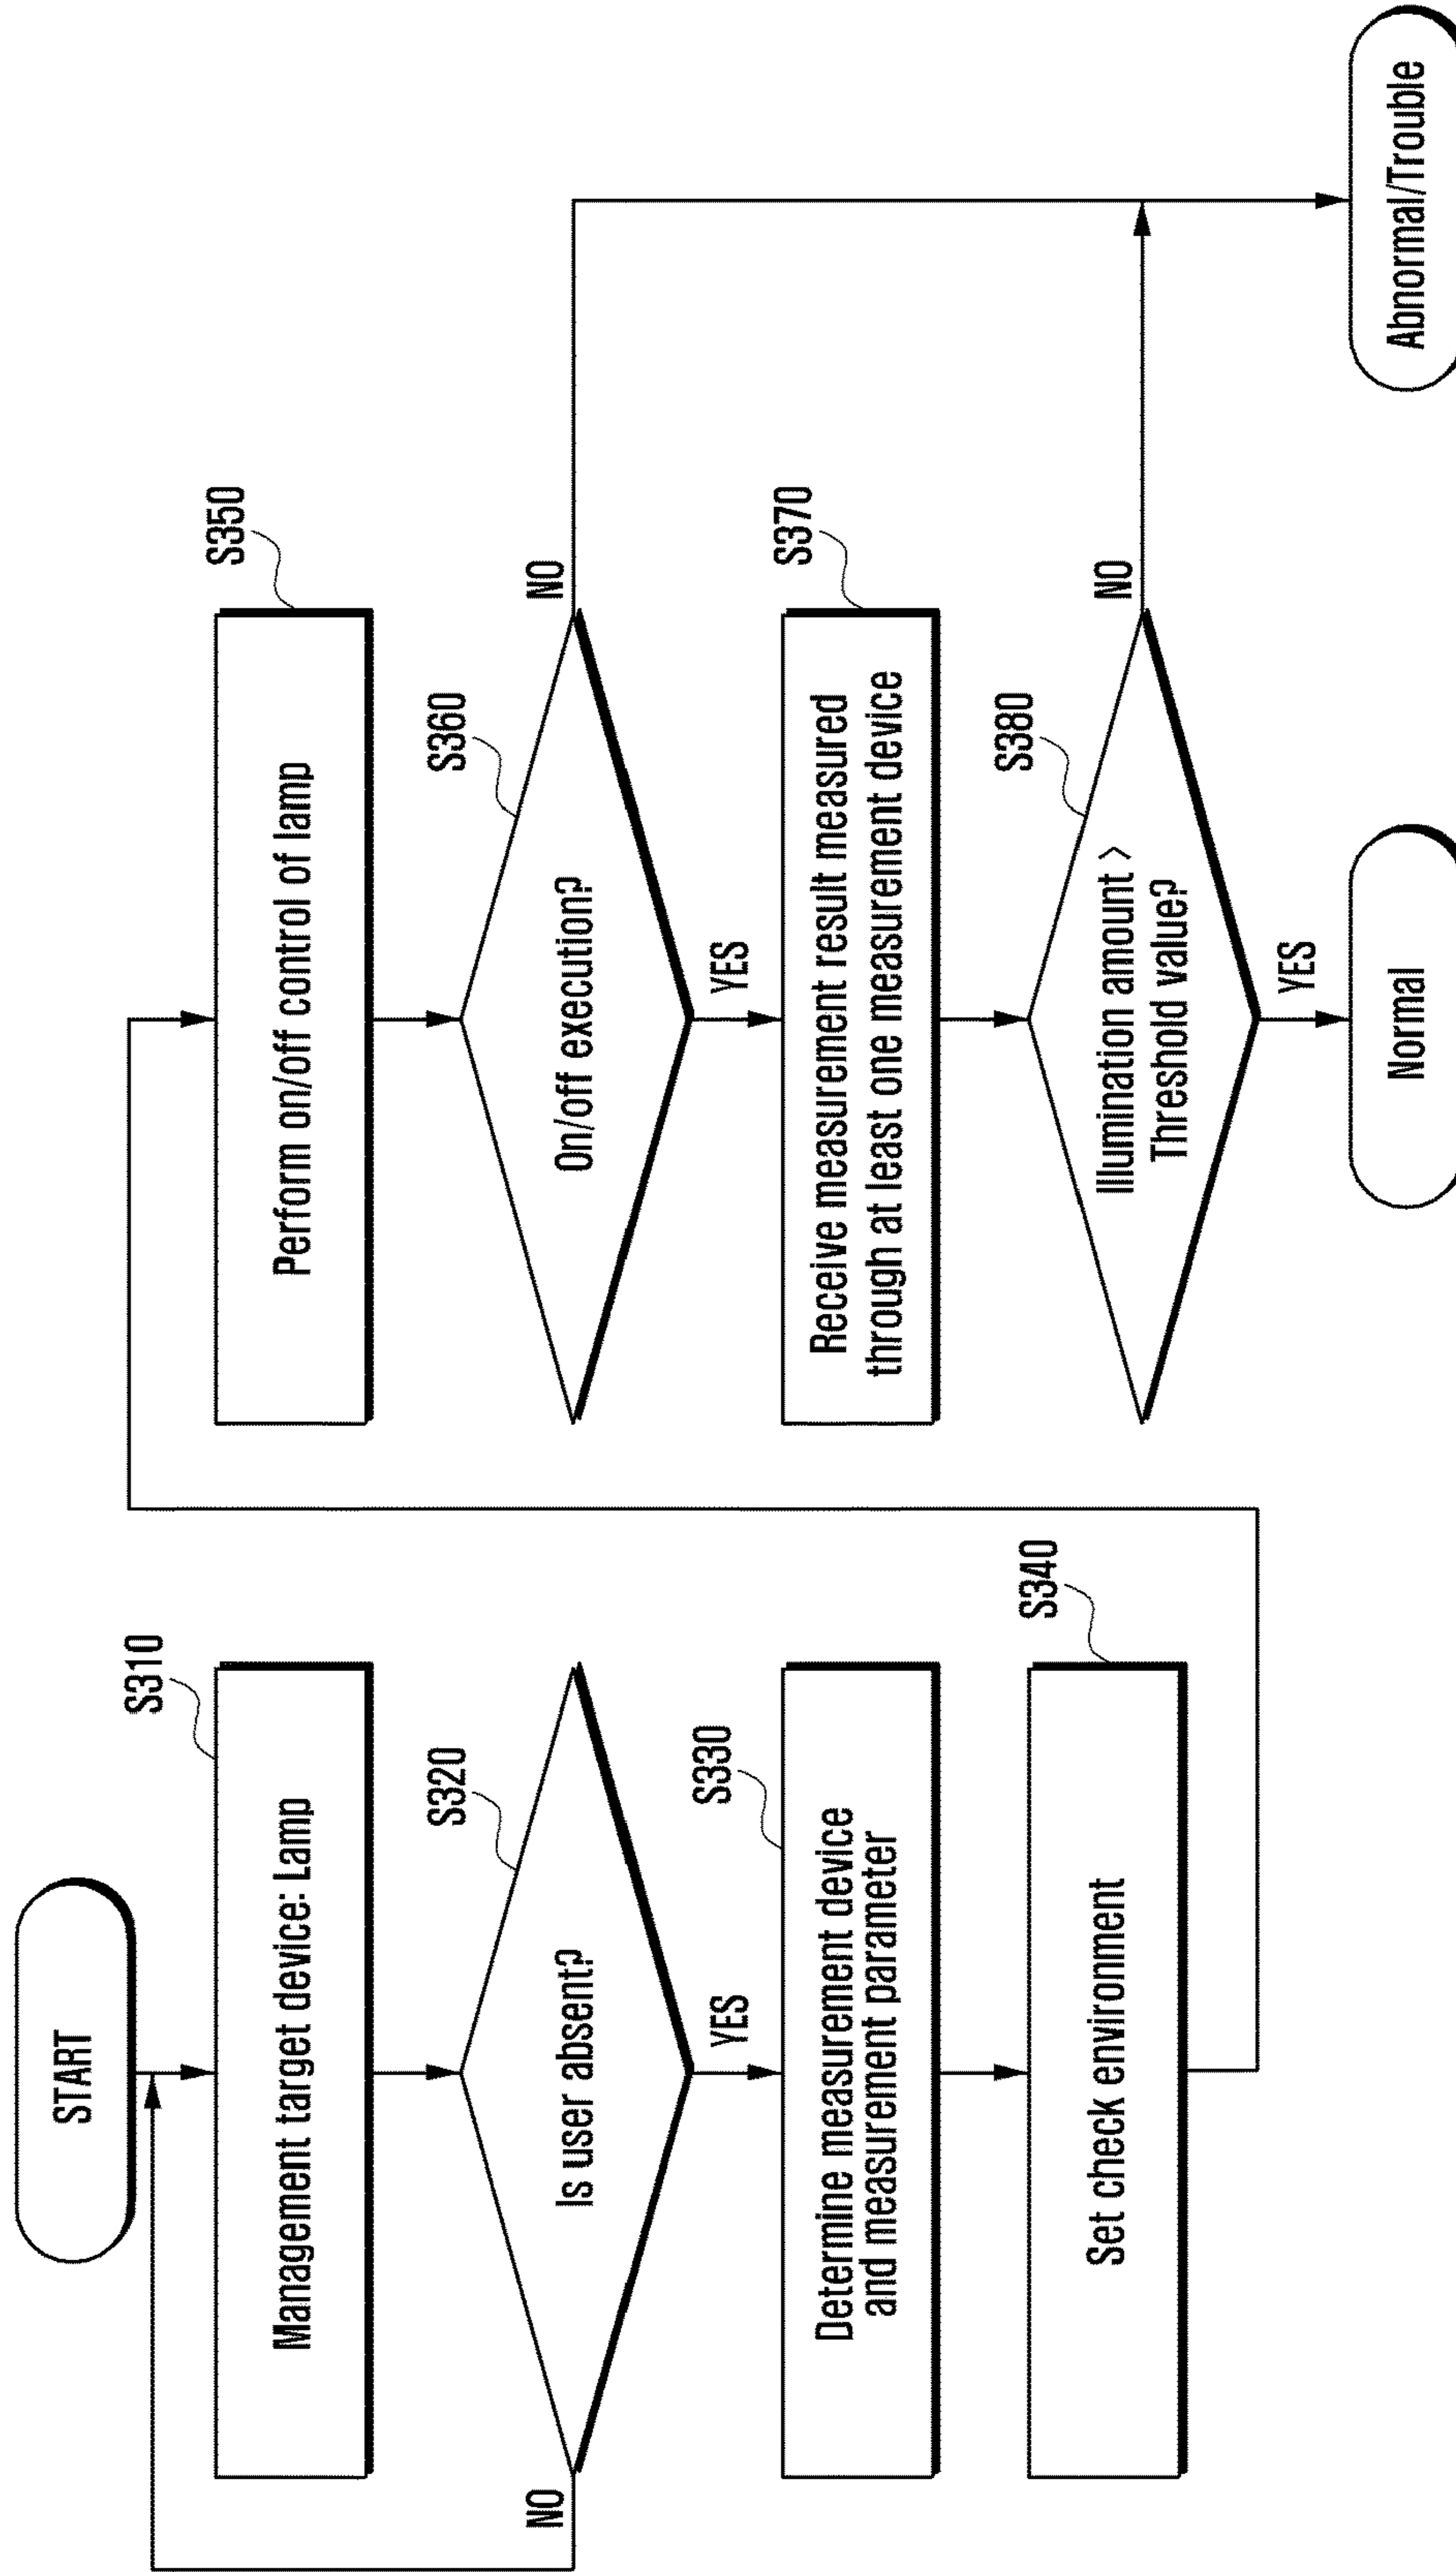 START
S310
Management target device: Lamp
S320
Is user absent?
NO
YES
S330
Determine measurement device
and measurement parameter
S340
Set check environment
S350
Perform on/off control of lamp
S360
On/off execution?
NO
YES
S370
Receive measurement result measured
through at least one measurement device
S380
Illumination amount >
Threshold value?
NO
YES
Normal
Abnormal/Trouble